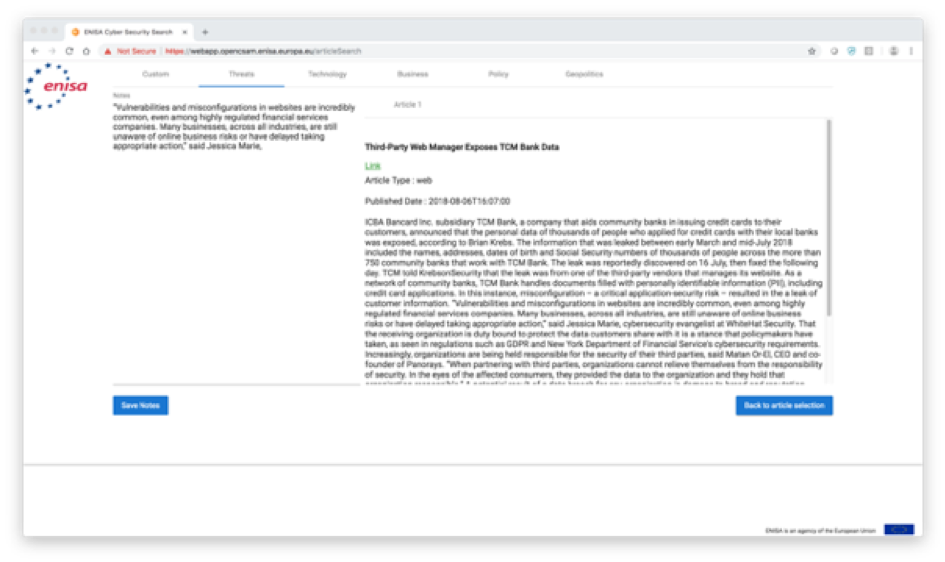 ENISA Cyber Security Search
Not Secure | https://webapp.opencsam.enisa.europa.eu/articleSearch
enisa
Custom Threats Technology Business Policy Geopolitics
Notes
"Vulnerabilities and misconfigurations in websites are incredibly
common, even among highly regulated financial services
companies. Many businesses, across all industries, are still
unaware of online business risks or have delayed taking
appropriate action," said Jessica Marie,
Article 1
Third-Party Web Manager Exposes TCM Bank Data
Link
Article Type : web
Published Date : 2018-08-06T16:07:00
ICBA Bancard Inc. subsidiary TCM Bank, a company that aids community banks in issuing credit cards to their
customers, announced that the personal data of thousands of people who applied for credit cards with their local banks
was exposed, according to Brian Krebs. The information that was leaked between early March and mid-July 2018
included the names, addresses, dates of birth and Social Security numbers of thousands of people across the more than
750 community banks that work with TCM Bank. The leak was reportedly discovered on 16 July, then fixed the following
day. TCM told KrebsonSecurity that the leak was from one of the third-party vendors that manages its website. As a
network of community banks, TCM Bank handles documents filled with personally identifiable information (PII), including
credit card applications. In this instance, misconfiguration – a critical application-security risk – resulted in the a leak of
customer information. "Vulnerabilities and misconfigurations in websites are incredibly common, even among highly
regulated financial services companies. Many businesses, across all industries, are still unaware of online business
risks or have delayed taking appropriate action," said Jessica Marie, cybersecurity evangelist at WhiteHat Security. That
the receiving organization is duty bound to protect the data customers share with it is a stance that policymakers have
taken, as seen in regulations such as GDPR and New York Department of Financial Service's cybersecurity requirements.
Increasingly, organizations are being held responsible for the security of their third parties, said Matan Or-El, CEO and co-
founder of Panorays. "When partnering with third parties, organizations cannot relieve themselves from the responsibility
of security. In the eyes of the affected consumers, they provided the data to the organization and they hold that
organization responsible." A potential result of a data breach for any organization is damage to brand and reputation
Save Notes
Back to article selection
ENISA is an agency of the European Union